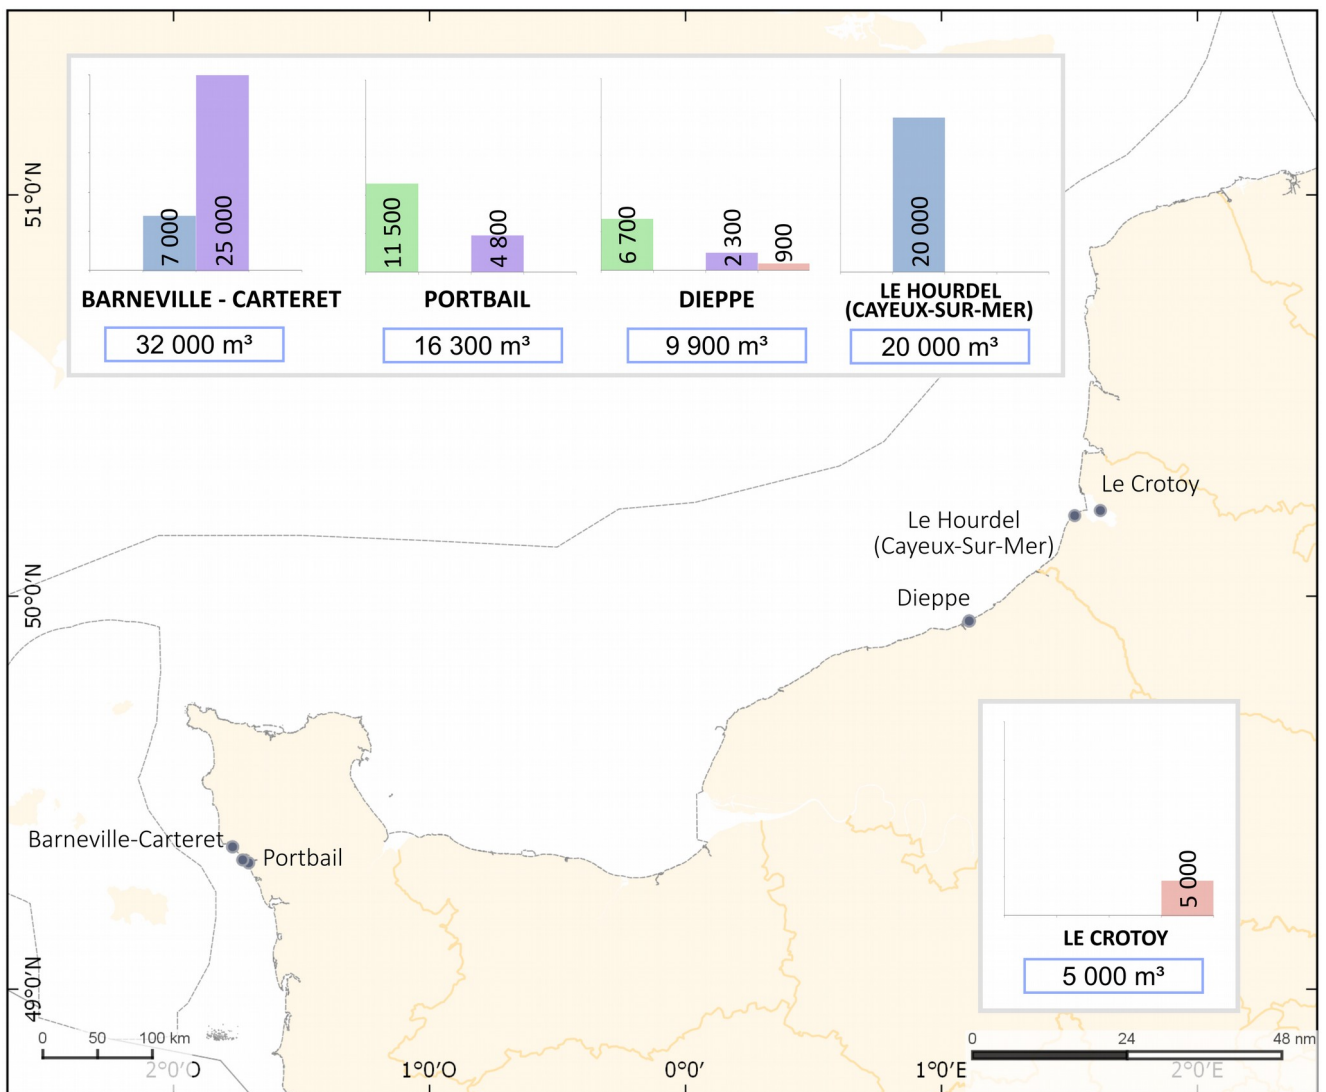 7 000
25 000
11 500
4 800
6 700
2 300
900
20 000
BARNEVILLE - CARTERET
PORTBAIL
DIEPPE
LE HOURDEL
(CAYEUX-SUR-MER)
32 000 m³
16 300 m³
9 900 m³
20 000 m³
51°0'N
Le Crotoy
Le Hourdel
(Cayeux-Sur-Mer)
50°0'N
Dieppe
Barneville-Carteret
Portbail
5 000
LE CROTOY
5 000 m³
49°0'N
0 50 100 km
0 24 48 nm
2°0'O
1°0'O
0°0'
1°0'E
2°0'E